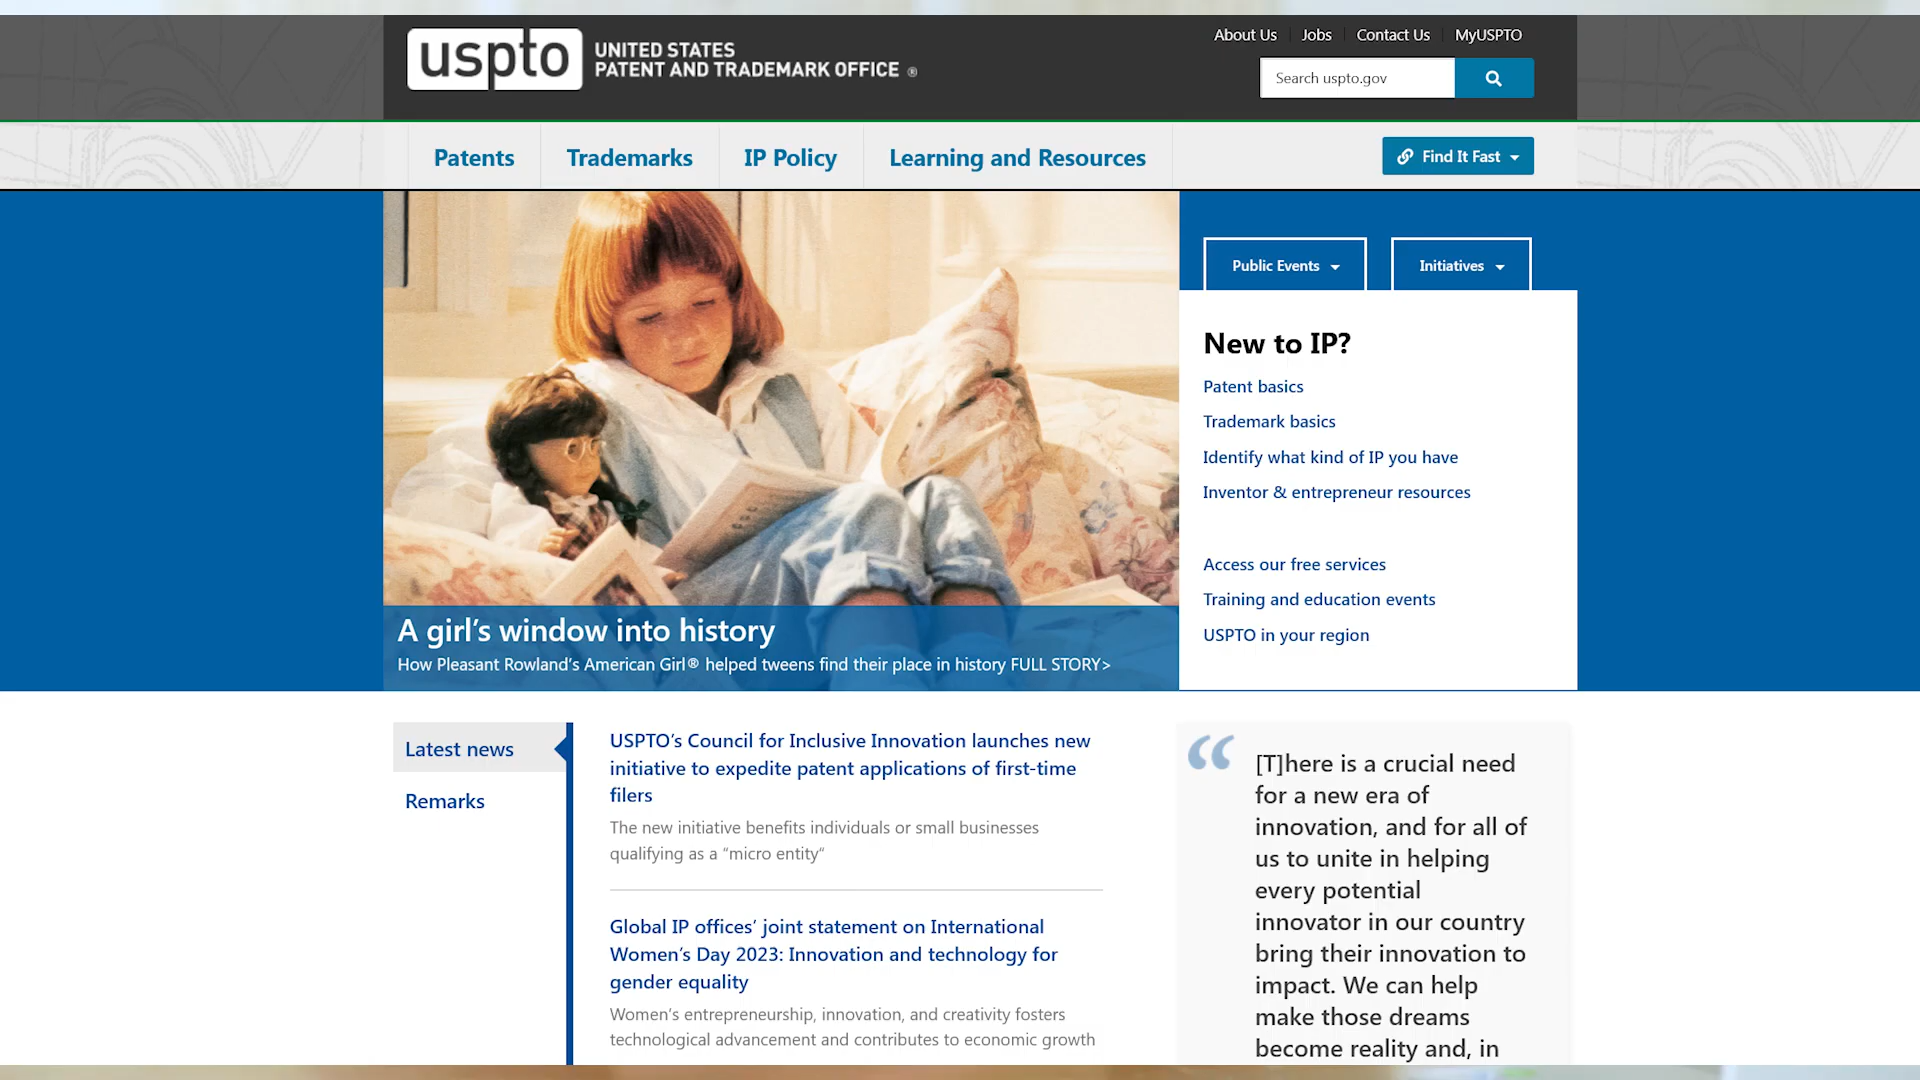 uspto
UNITED STATES
PATENT AND TRADEMARK OFFICE ®
About Us
Jobs
Contact Us
MyUSPTO
Search uspto.gov
Patents
Trademarks
IP Policy
Learning and Resources
Find It Fast
Public Events
Initiatives
A girl’s window into history
How Pleasant Rowland’s American Girl® helped tweens find their place in history FULL STORY>
New to IP?
Patent basics
Trademark basics
Identify what kind of IP you have
Inventor & entrepreneur resources
Access our free services
Training and education events
USPTO in your region
Latest news
Remarks
USPTO’s Council for Inclusive Innovation launches new
initiative to expedite patent applications of first-time
filers
The new initiative benefits individuals or small businesses
qualifying as a “micro entity“
Global IP offices’ joint statement on International
Women’s Day 2023: Innovation and technology for
gender equality
Women’s entrepreneurship, innovation, and creativity fosters
technological advancement and contributes to economic growth
“
[T]here is a crucial need
for a new era of
innovation, and for all of
us to unite in helping
every potential
innovator in our country
bring their innovation to
impact. We can help
make those dreams
become reality and, in